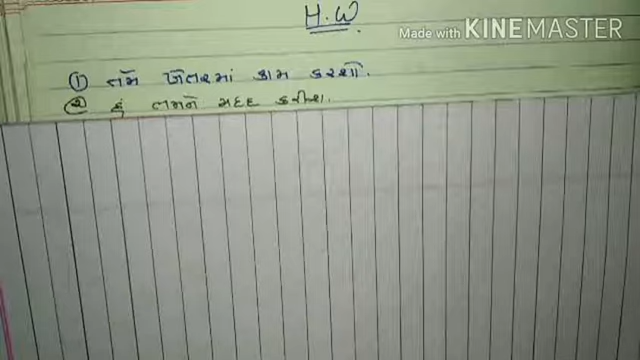 H.W.
Made with KINEMASTER
① તમે ખેતરમાં કામ કરશો.
② હું તમને મદદ કરીશ.